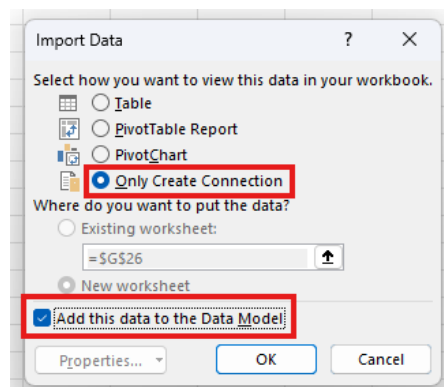 Import Data ? ✕
Select how you want to view this data in your workbook.
Table
PivotTable Report
PivotChart
Only Create Connection
Where do you want to put the data?
Existing worksheet:
=$G$26
New worksheet
Add this data to the Data Model
Properties... OK Cancel